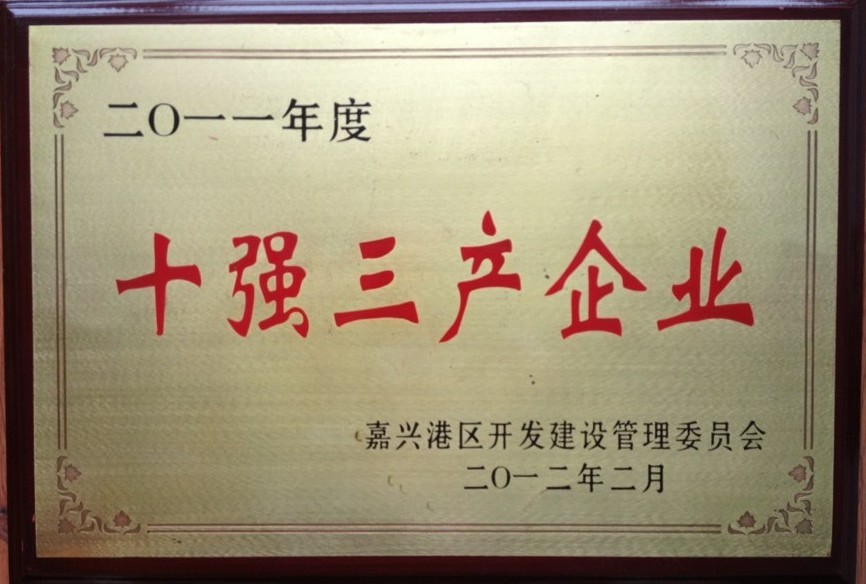 二〇一一年度
十强三产企业
嘉兴港区开发建设管理委员会
二〇一二年二月